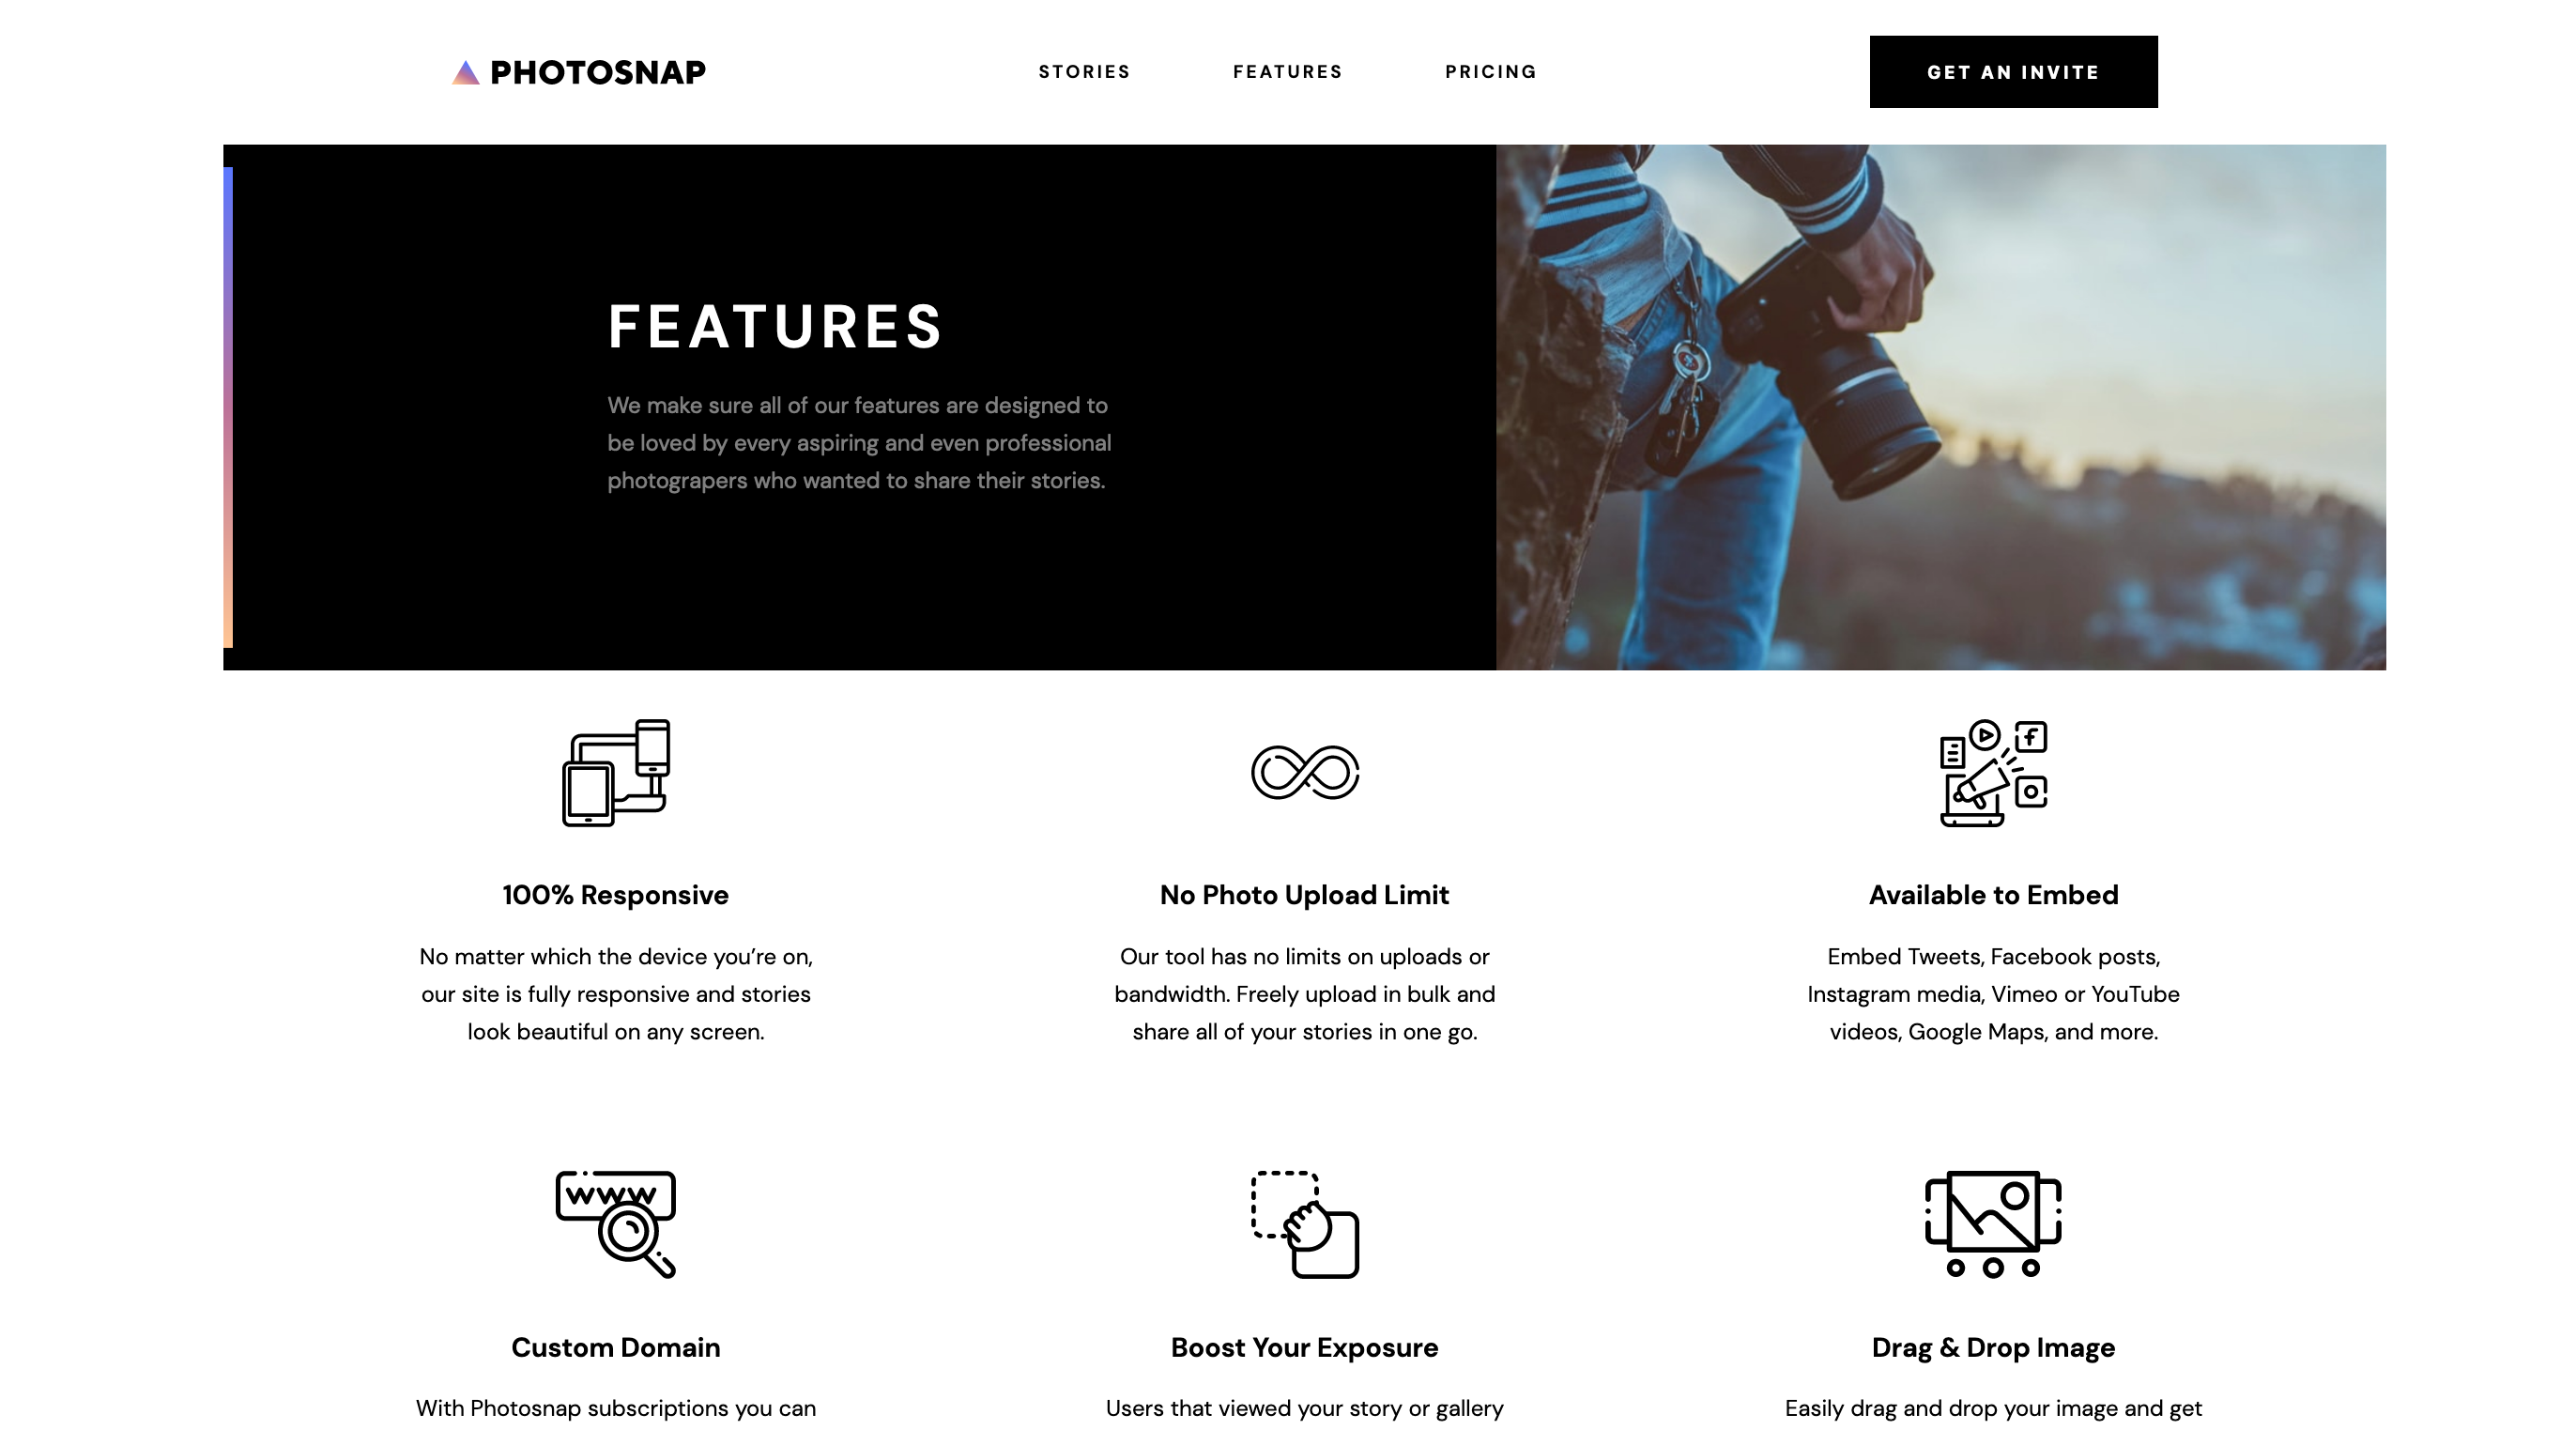 PHOTOSNAP
STORIES
FEATURES
PRICING
GET AN INVITE
FEATURES
We make sure all of our features are designed to
be loved by every aspiring and even professional
photograpers who wanted to share their stories.
100% Responsive
No matter which the device you’re on,
our site is fully responsive and stories
look beautiful on any screen.
No Photo Upload Limit
Our tool has no limits on uploads or
bandwidth. Freely upload in bulk and
share all of your stories in one go.
Available to Embed
Embed Tweets, Facebook posts,
Instagram media, Vimeo or YouTube
videos, Google Maps, and more.
www
Custom Domain
With Photosnap subscriptions you can
Boost Your Exposure
Users that viewed your story or gallery
Drag & Drop Image
Easily drag and drop your image and get